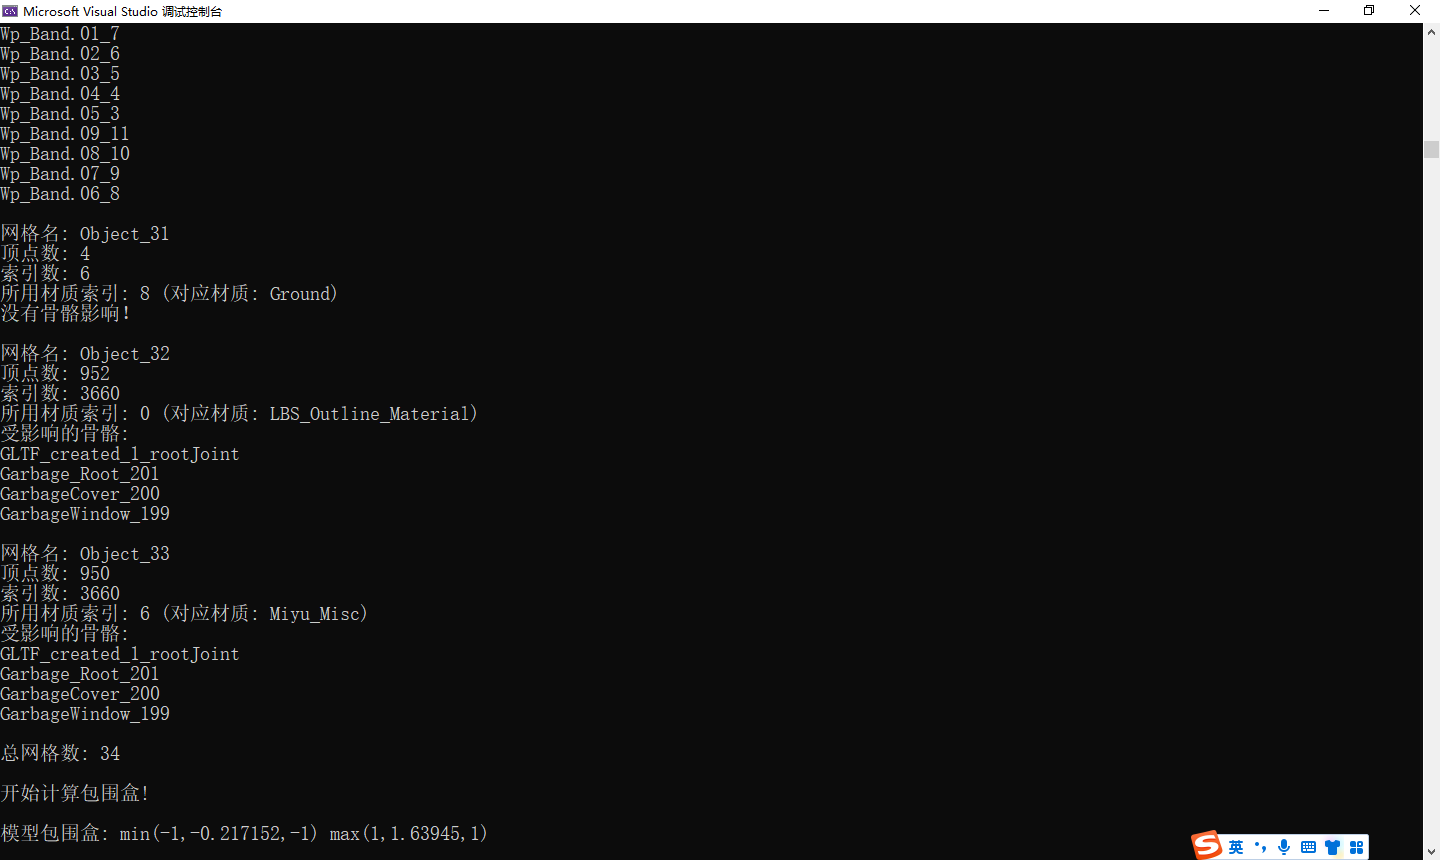 Microsoft Visual Studio 调试控制台
Wp_Band.01_7
Wp_Band.02_6
Wp_Band.03_5
Wp_Band.04_4
Wp_Band.05_3
Wp_Band.09_11
Wp_Band.08_10
Wp_Band.07_9
Wp_Band.06_8
网格名: Object_31
顶点数: 4
索引数: 6
所用材质索引: 8 (对应材质: Ground)
没有骨骼影响!
网格名: Object_32
顶点数: 952
索引数: 3660
所用材质索引: 0 (对应材质: LBS_Outline_Material)
受影响的骨骼:
GLTF_created_1_rootJoint
Garbage_Root_201
GarbageCover_200
GarbageWindow_199
网格名: Object_33
顶点数: 950
索引数: 3660
所用材质索引: 6 (对应材质: Miyu_Misc)
受影响的骨骼:
GLTF_created_1_rootJoint
Garbage_Root_201
GarbageCover_200
GarbageWindow_199
总网格数: 34
开始计算包围盒!
模型包围盒: min(-1,-0.217152,-1) max(1,1.63945,1)
英